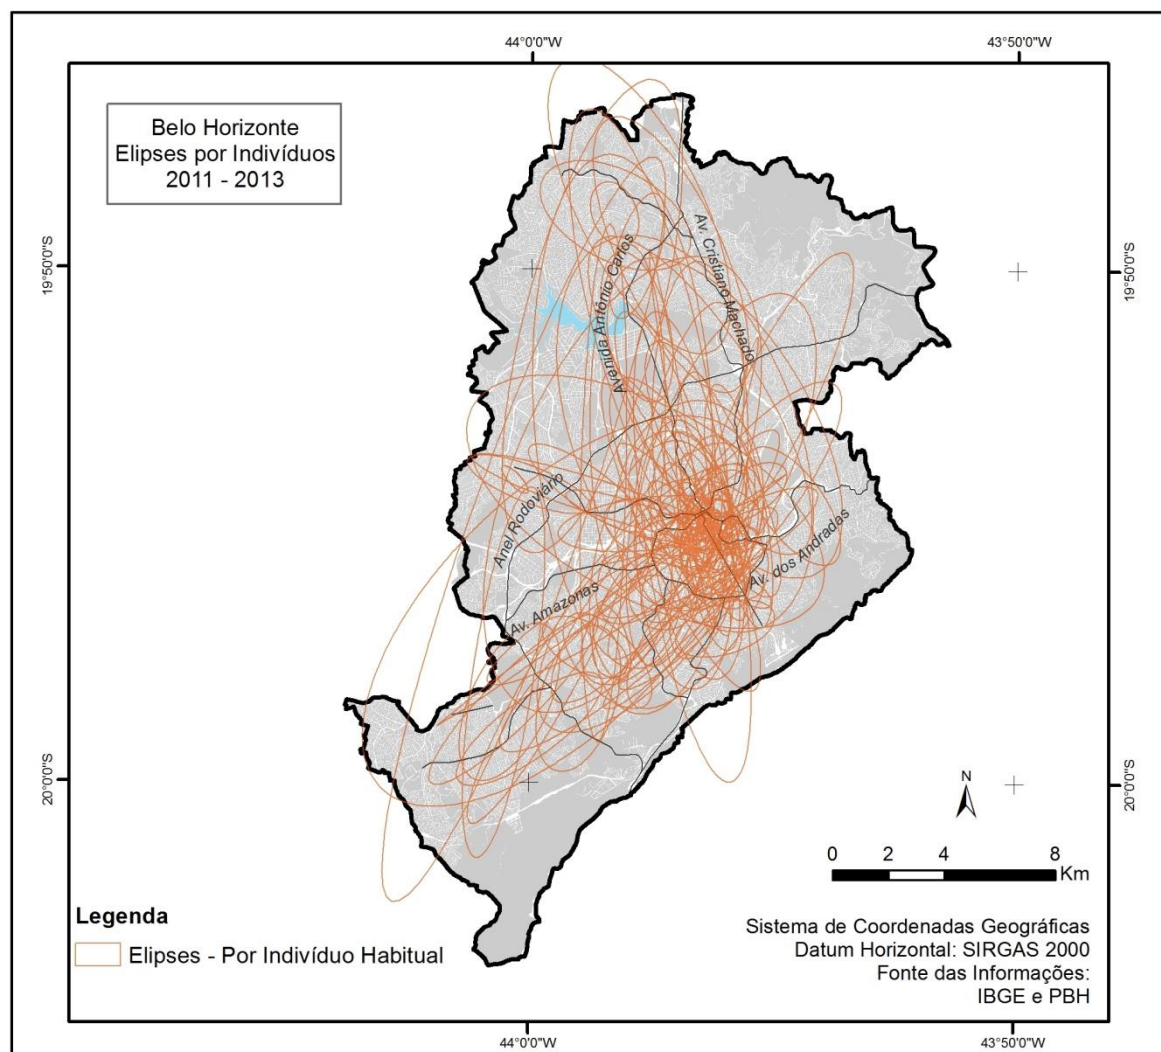 44°0'0"W
43°50'0"W
Belo Horizonte
Elipses por Indivíduos
2011 - 2013
19°50'0"S
19°50'0"S
Avenida António Carlos
Av. Cristiano Machado
Anel Rodoviário
Av. dos Andradas
Av. Amazonas
20°0'0"S
20°0'0"S
N
0 2 4 8
Km
Legenda
Elipses - Por Indivíduo Habitual
Sistema de Coordenadas Geográficas
Datum Horizontal: SIRGAS 2000
Fonte das Informações:
IBGE e PBH
44°0'0"W
43°50'0"W